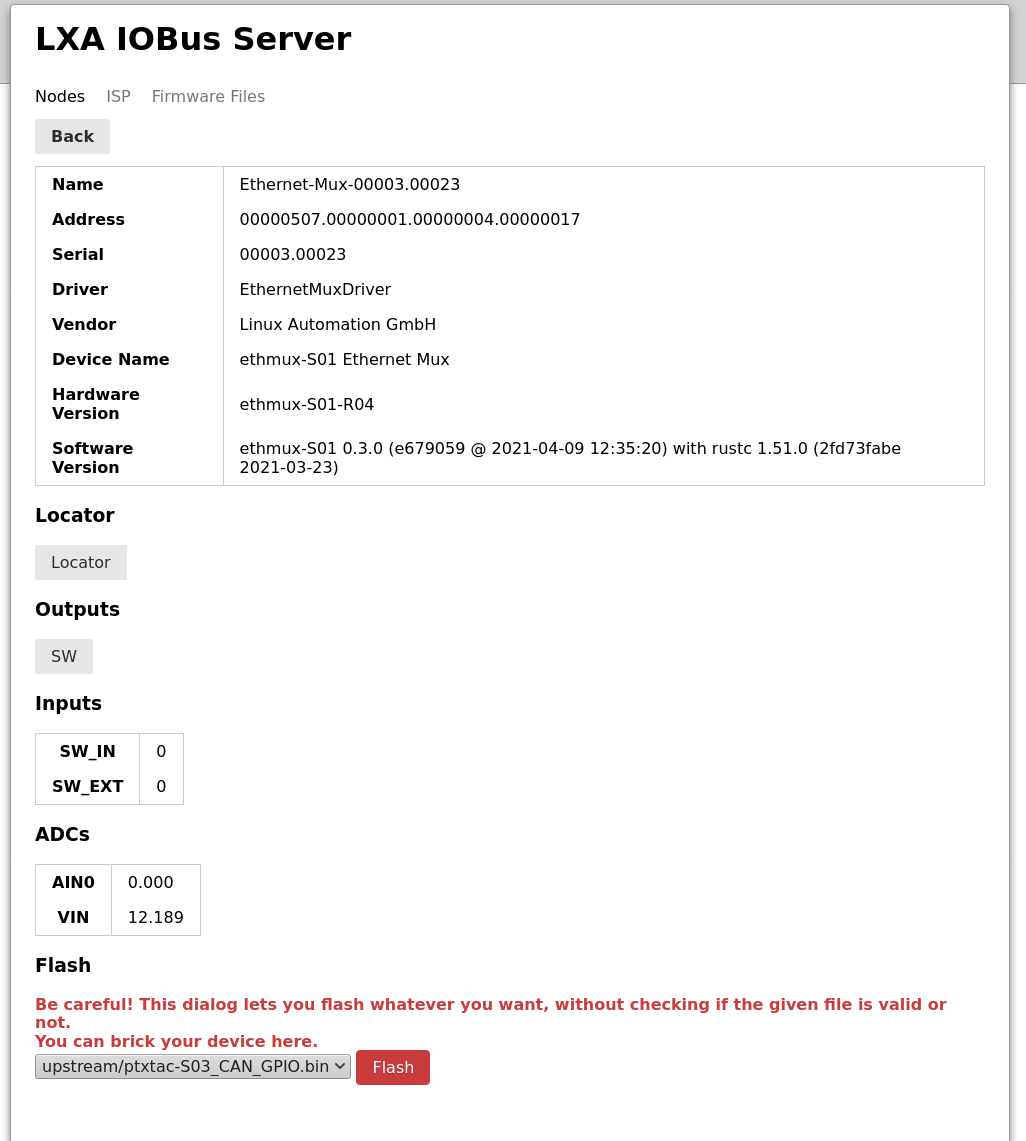 LXA IOBus Server
Nodes ISP Firmware Files
Back
Name Ethernet-Mux-00003.00023
Address 00000507.00000001.00000004.00000017
Serial 00003.00023
Driver EthernetMuxDriver
Vendor Linux Automation GmbH
Device Name ethmux-S01 Ethernet Mux
Hardware
Version
ethmux-S01-R04
Software
Version
ethmux-S01 0.3.0 (e679059 @ 2021-04-09 12:35:20) with rustc 1.51.0 (2fd73fabe
2021-03-23)
Locator
Locator
Outputs
SW
Inputs
SW_IN 0
SW_EXT 0
ADCs
AIN0 0.000
VIN 12.189
Flash
Be careful! This dialog lets you flash whatever you want, without checking if the given file is valid or
not.
You can brick your device here.
upstream/ptxtac-S03_CAN_GPIO.bin Flash